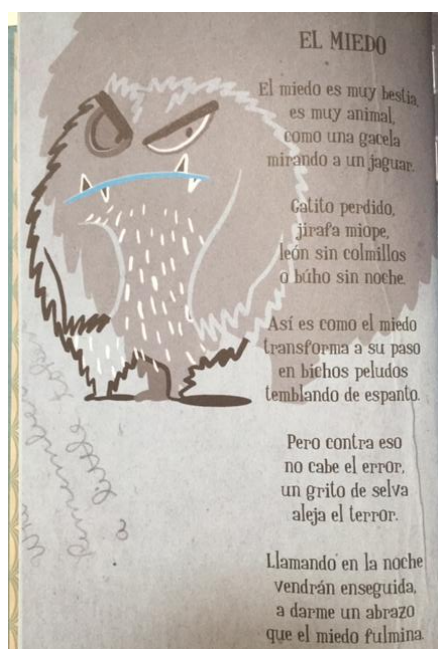 EL MIEDO
El miedo es muy bestia,
es muy animal,
como una gacela
mirando a un jaguar.
Gatito perdido,
jirafa miope,
león sin colmillos
o búho sin noche.
Así es como el miedo
transforma a su paso
en bichos peludos
temblando de espanto.
Pero contra eso
no cabe el error,
un grito de selva
aleja el terror.
Llamando en la noche
vendrán enseguida,
a darme un abrazo
que el miedo fulmina.
Remember
little